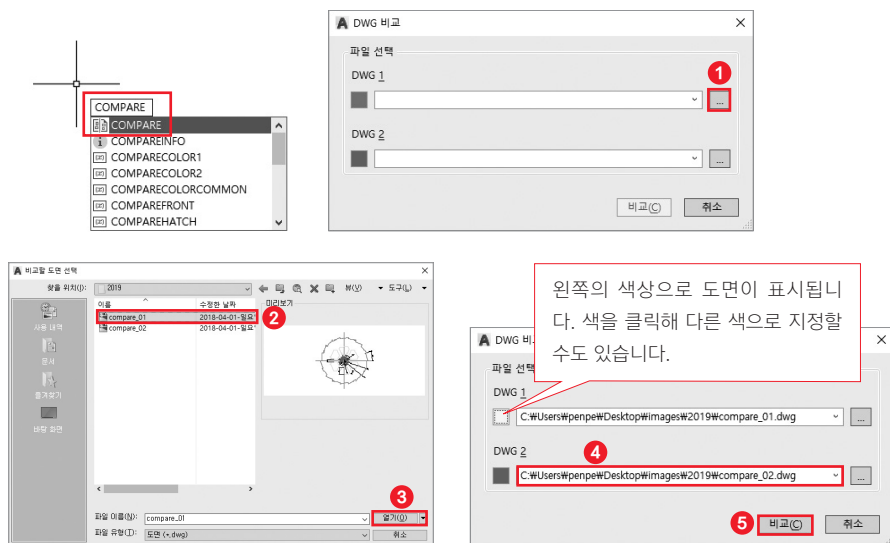 COMPARE
COMPARE
COMPAREINFO
COMPARECOLOR1
COMPARECOLOR2
COMPARECOLORCOMMON
COMPAREFRONT
COMPAREHATCH
A DWG 비교
파일 선택
DWG 1
1
...
DWG 2
...
비교(C) 취소
A 비교할 도면 선택
찾을 위치(I): 2019 뷰(V) 도구(L)
이름 수정한 날짜 미리보기
compare_01 2018-04-01-일요 2
compare_02 2018-04-01-일요
사용 내역
문서
즐겨찾기
바탕 화면
3
파일 이름(N): compare_01 열기(O)
파일 유형(T): 도면 (*.dwg) 취소
왼쪽의 색상으로 도면이 표시됩니
다. 색을 클릭해 다른 색으로 지정할
수도 있습니다.
A DWG 비
파일 선택
DWG 1
C:₩Users₩penpe₩Desktop₩images₩2019₩compare_01.dwg ...
DWG 2 4
C:₩Users₩penpe₩Desktop₩images₩2019₩compare_02.dwg ...
5 비교(C) 취소